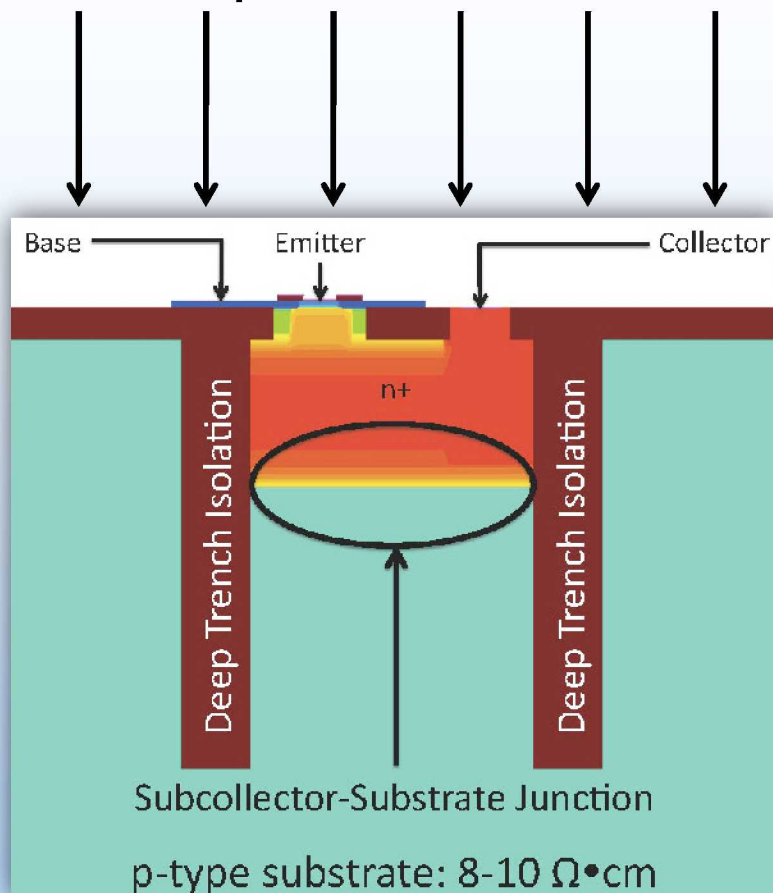 Base
Emitter
Collector
n+
Deep Trench Isolation
Deep Trench Isolation
Subcollector-Substrate Junction
p-type substrate: 8-10 Ω•cm